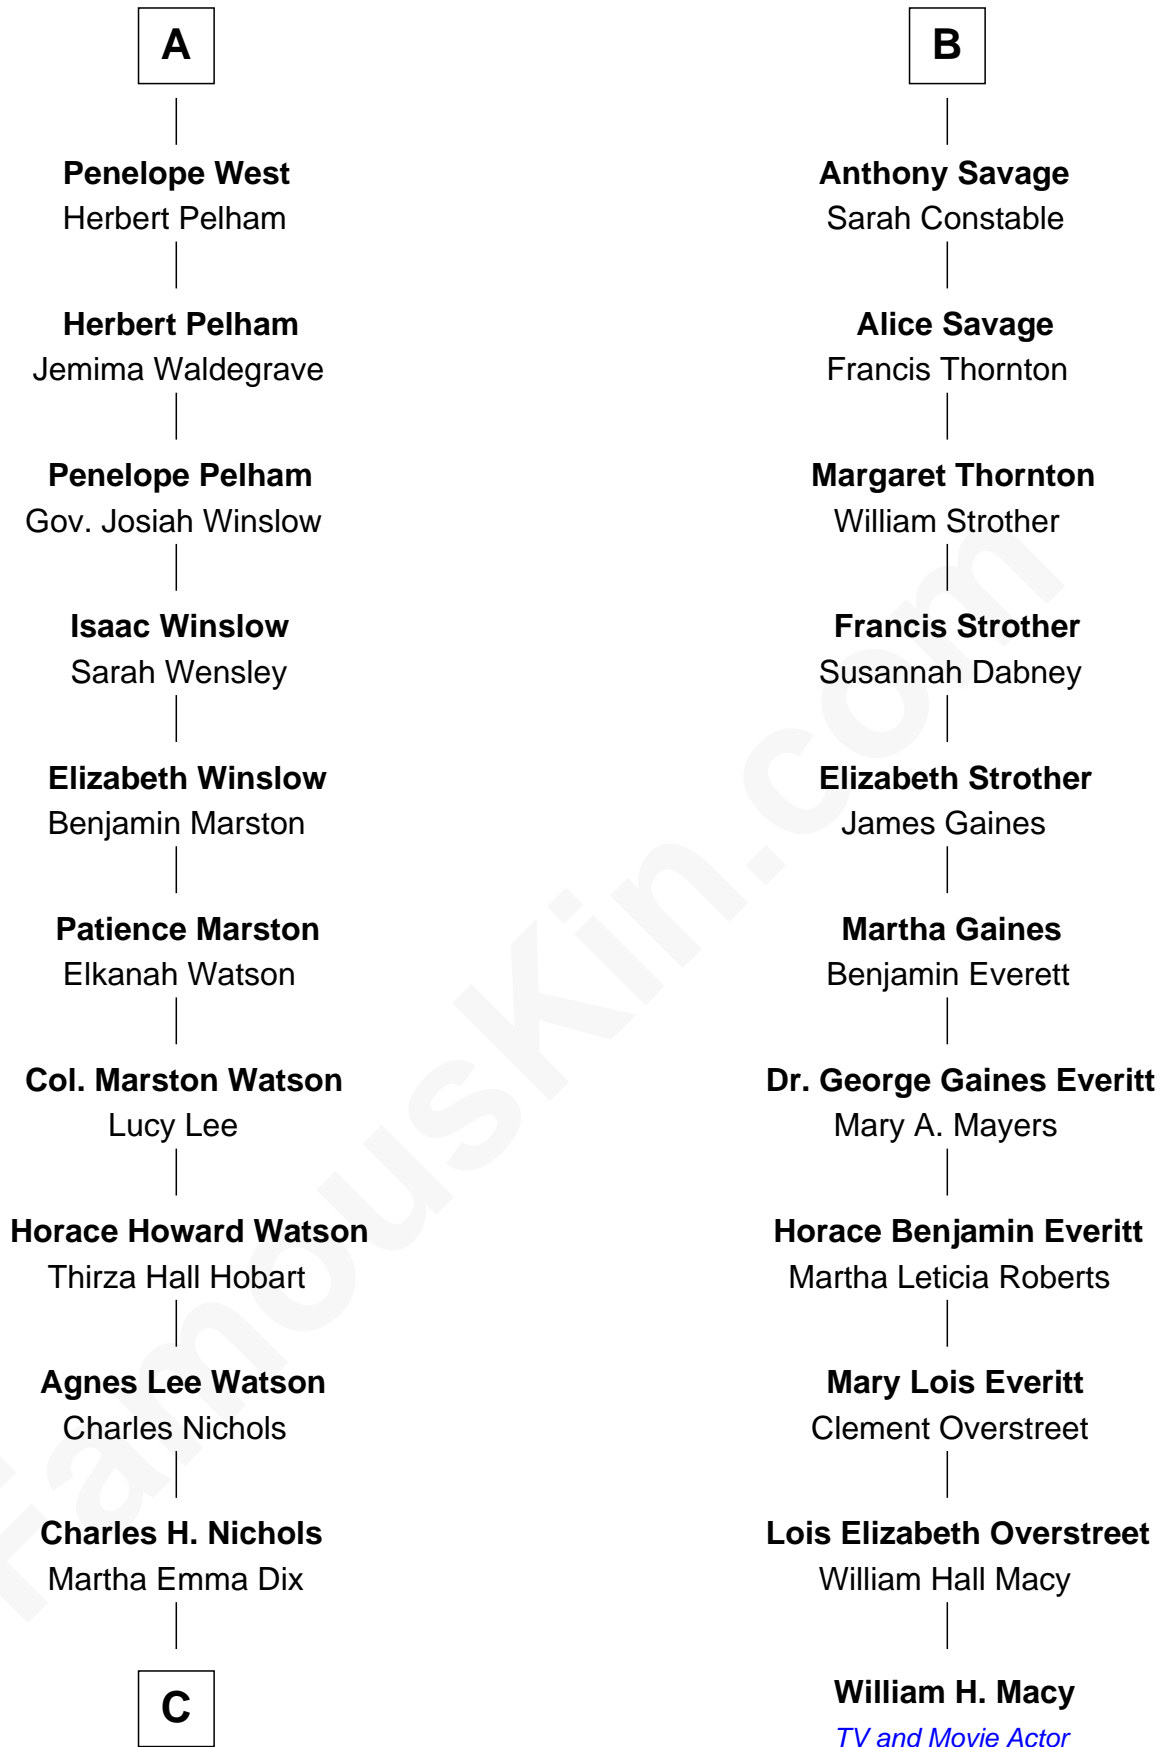 A
Penelope West
Herbert Pelham
Herbert Pelham
Jemima Waldegrave
Penelope Pelham
Gov. Josiah Winslow
Isaac Winslow
Sarah Wensley
Elizabeth Winslow
Benjamin Marston
Patience Marston
Elkanah Watson
Col. Marston Watson
Lucy Lee
Horace Howard Watson
Thirza Hall Hobart
Agnes Lee Watson
Charles Nichols
Charles H. Nichols
Martha Emma Dix
C
B
Anthony Savage
Sarah Constable
Alice Savage
Francis Thornton
Margaret Thornton
William Strother
Francis Strother
Susannah Dabney
Elizabeth Strother
James Gaines
Martha Gaines
Benjamin Everett
Dr. George Gaines Everitt
Mary A. Mayers
Horace Benjamin Everitt
Martha Leticia Roberts
Mary Lois Everitt
Clement Overstreet
Lois Elizabeth Overstreet
William Hall Macy
William H. Macy
TV and Movie Actor
FamousKin.com